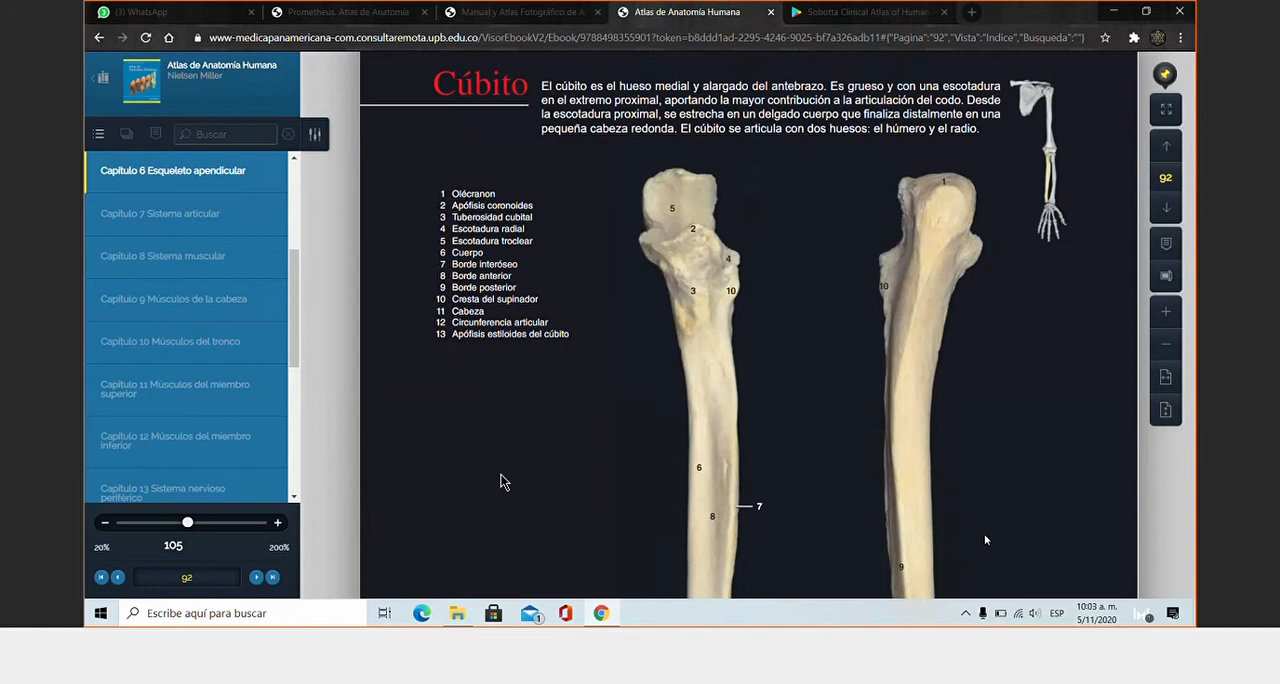 (3) WhatsApp
Prometheus. Atlas de Anatomía
Manual y Atlas Fotográfico de A
Atlas de Anatomía Humana
Sobotta Clinical Atlas of Human
www-medicapanamericana-com.consultaremota.upb.edu.co/VisorEbookV2/Ebook/9788498355901?token=b8ddd1ad-2295-4246-9025-bf7a326adb11#{"Pagina":"92","Vista":"Indice","Busqueda":""}
Atlas de Anatomía Humana
Nielsen Miller
Buscar
Capítulo 6 Esqueleto apendicular
Capítulo 7 Sistema articular
Capítulo 8 Sistema muscular
Capítulo 9 Músculos de la cabeza
Capítulo 10 Músculos del tronco
Capítulo 11 Músculos del miembro
superior
Capítulo 12 Músculos del miembro
inferior
Capítulo 13 Sistema nervioso
periférico
20%
105
200%
92
Cúbito
El cúbito es el hueso medial y alargado del antebrazo. Es grueso y con una escotadura
en el extremo proximal, aportando la mayor contribución a la articulación del codo. Desde
la escotadura proximal, se estrecha en un delgado cuerpo que finaliza distalmente en una
pequeña cabeza redonda. El cúbito se articula con dos huesos: el húmero y el radio.
1 Olécranon
2 Apófisis coronoides
3 Tuberosidad cubital
4 Escotadura radial
5 Escotadura troclear
6 Cuerpo
7 Borde interóseo
8 Borde anterior
9 Borde posterior
10 Cresta del supinador
11 Cabeza
12 Circunferencia articular
13 Apófisis estiloides del cúbito
5
2
4
3
10
6
8
7
1
10
9
92
Escribe aquí para buscar
1
ESP
10:03 a. m.
5/11/2020
1